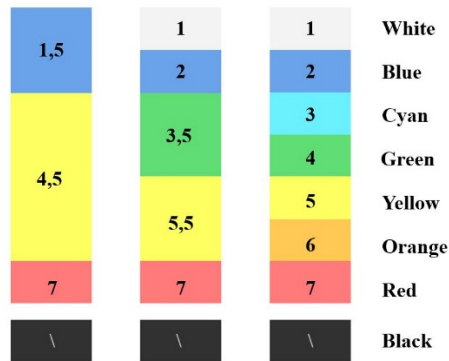 1 1 White
1,5
2 2 Blue
3 Cyan
3,5
4 Green
4,5
5 Yellow
5,5
6 Orange
7 7 7 Red
\ \ \ Black